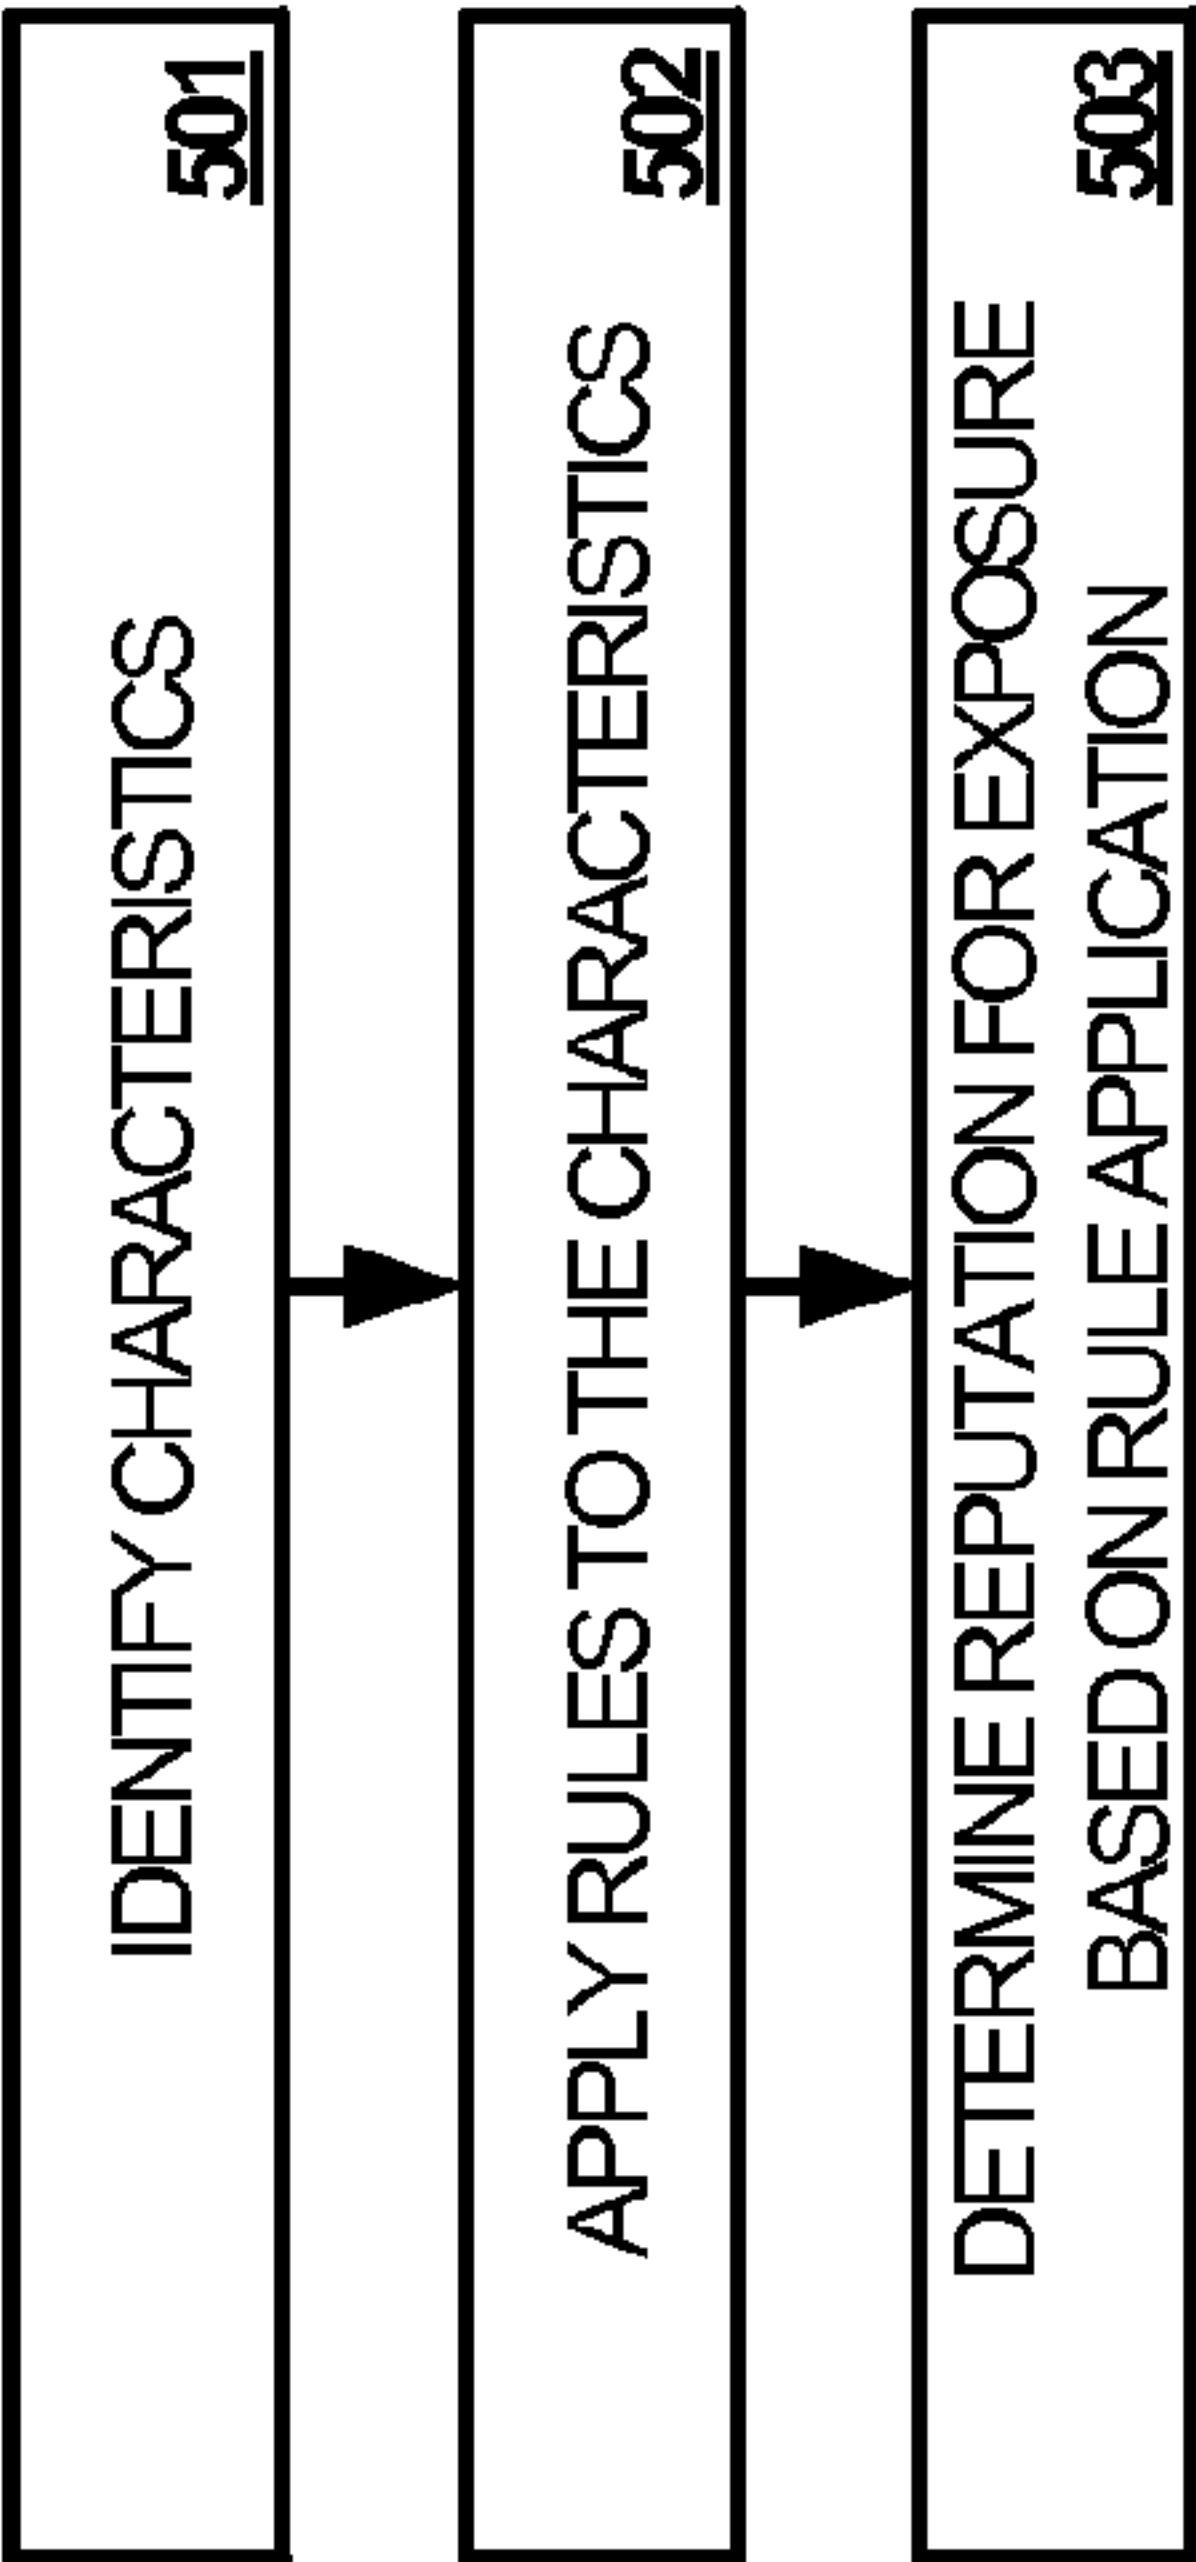 IDENTIFY CHARACTERISTICS
501
APPLY RULES TO THE CHARACTERISTICS
502
DETERMINE REPUTATION FOR EXPOSURE
BASED ON RULE APPLICATION
503